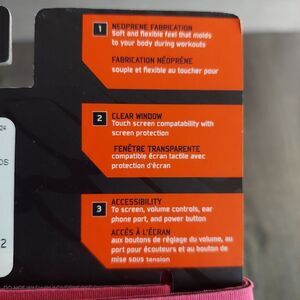 1 NEOPRENE FABRICATION
Soft and flexible feel that molds
to your body during workouts
FABRICATION NÉOPRÈNE
souple et flexible au toucher pour
2 CLEAR WINDOW
Touch screen compatability with
screen protection
FENÊTRE TRANSPARENTE
compatible écran tactile avec
protection d'écran
3 ACCESSIBILITY
To screen, volume controls, ear
phone port, and power button
ACCÈS À L'ÉCRAN
aux boutons de réglage du volume, au
port pour écouteurs et au bouton de
mise sous tension